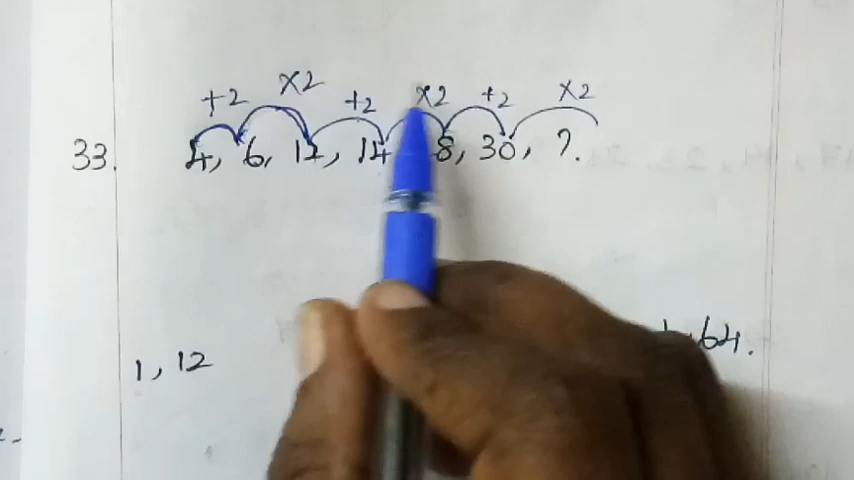 +2 ×2 +2 ×2 +2 ×2
33. 4, 6, 12, 14 8, 30, ?.
1, 12 64.